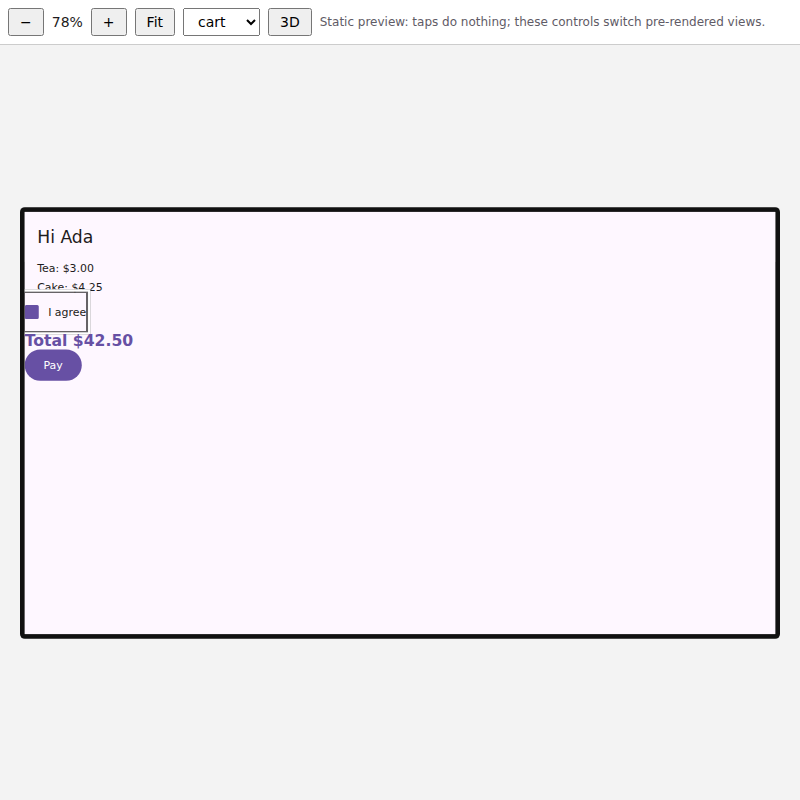 − 78% + Fit cart 3D Static preview: taps do nothing; these controls switch pre-rendered views.
Hi Ada
Tea: $3.00
Cake: $4.25
I agree
Total $42.50
Pay